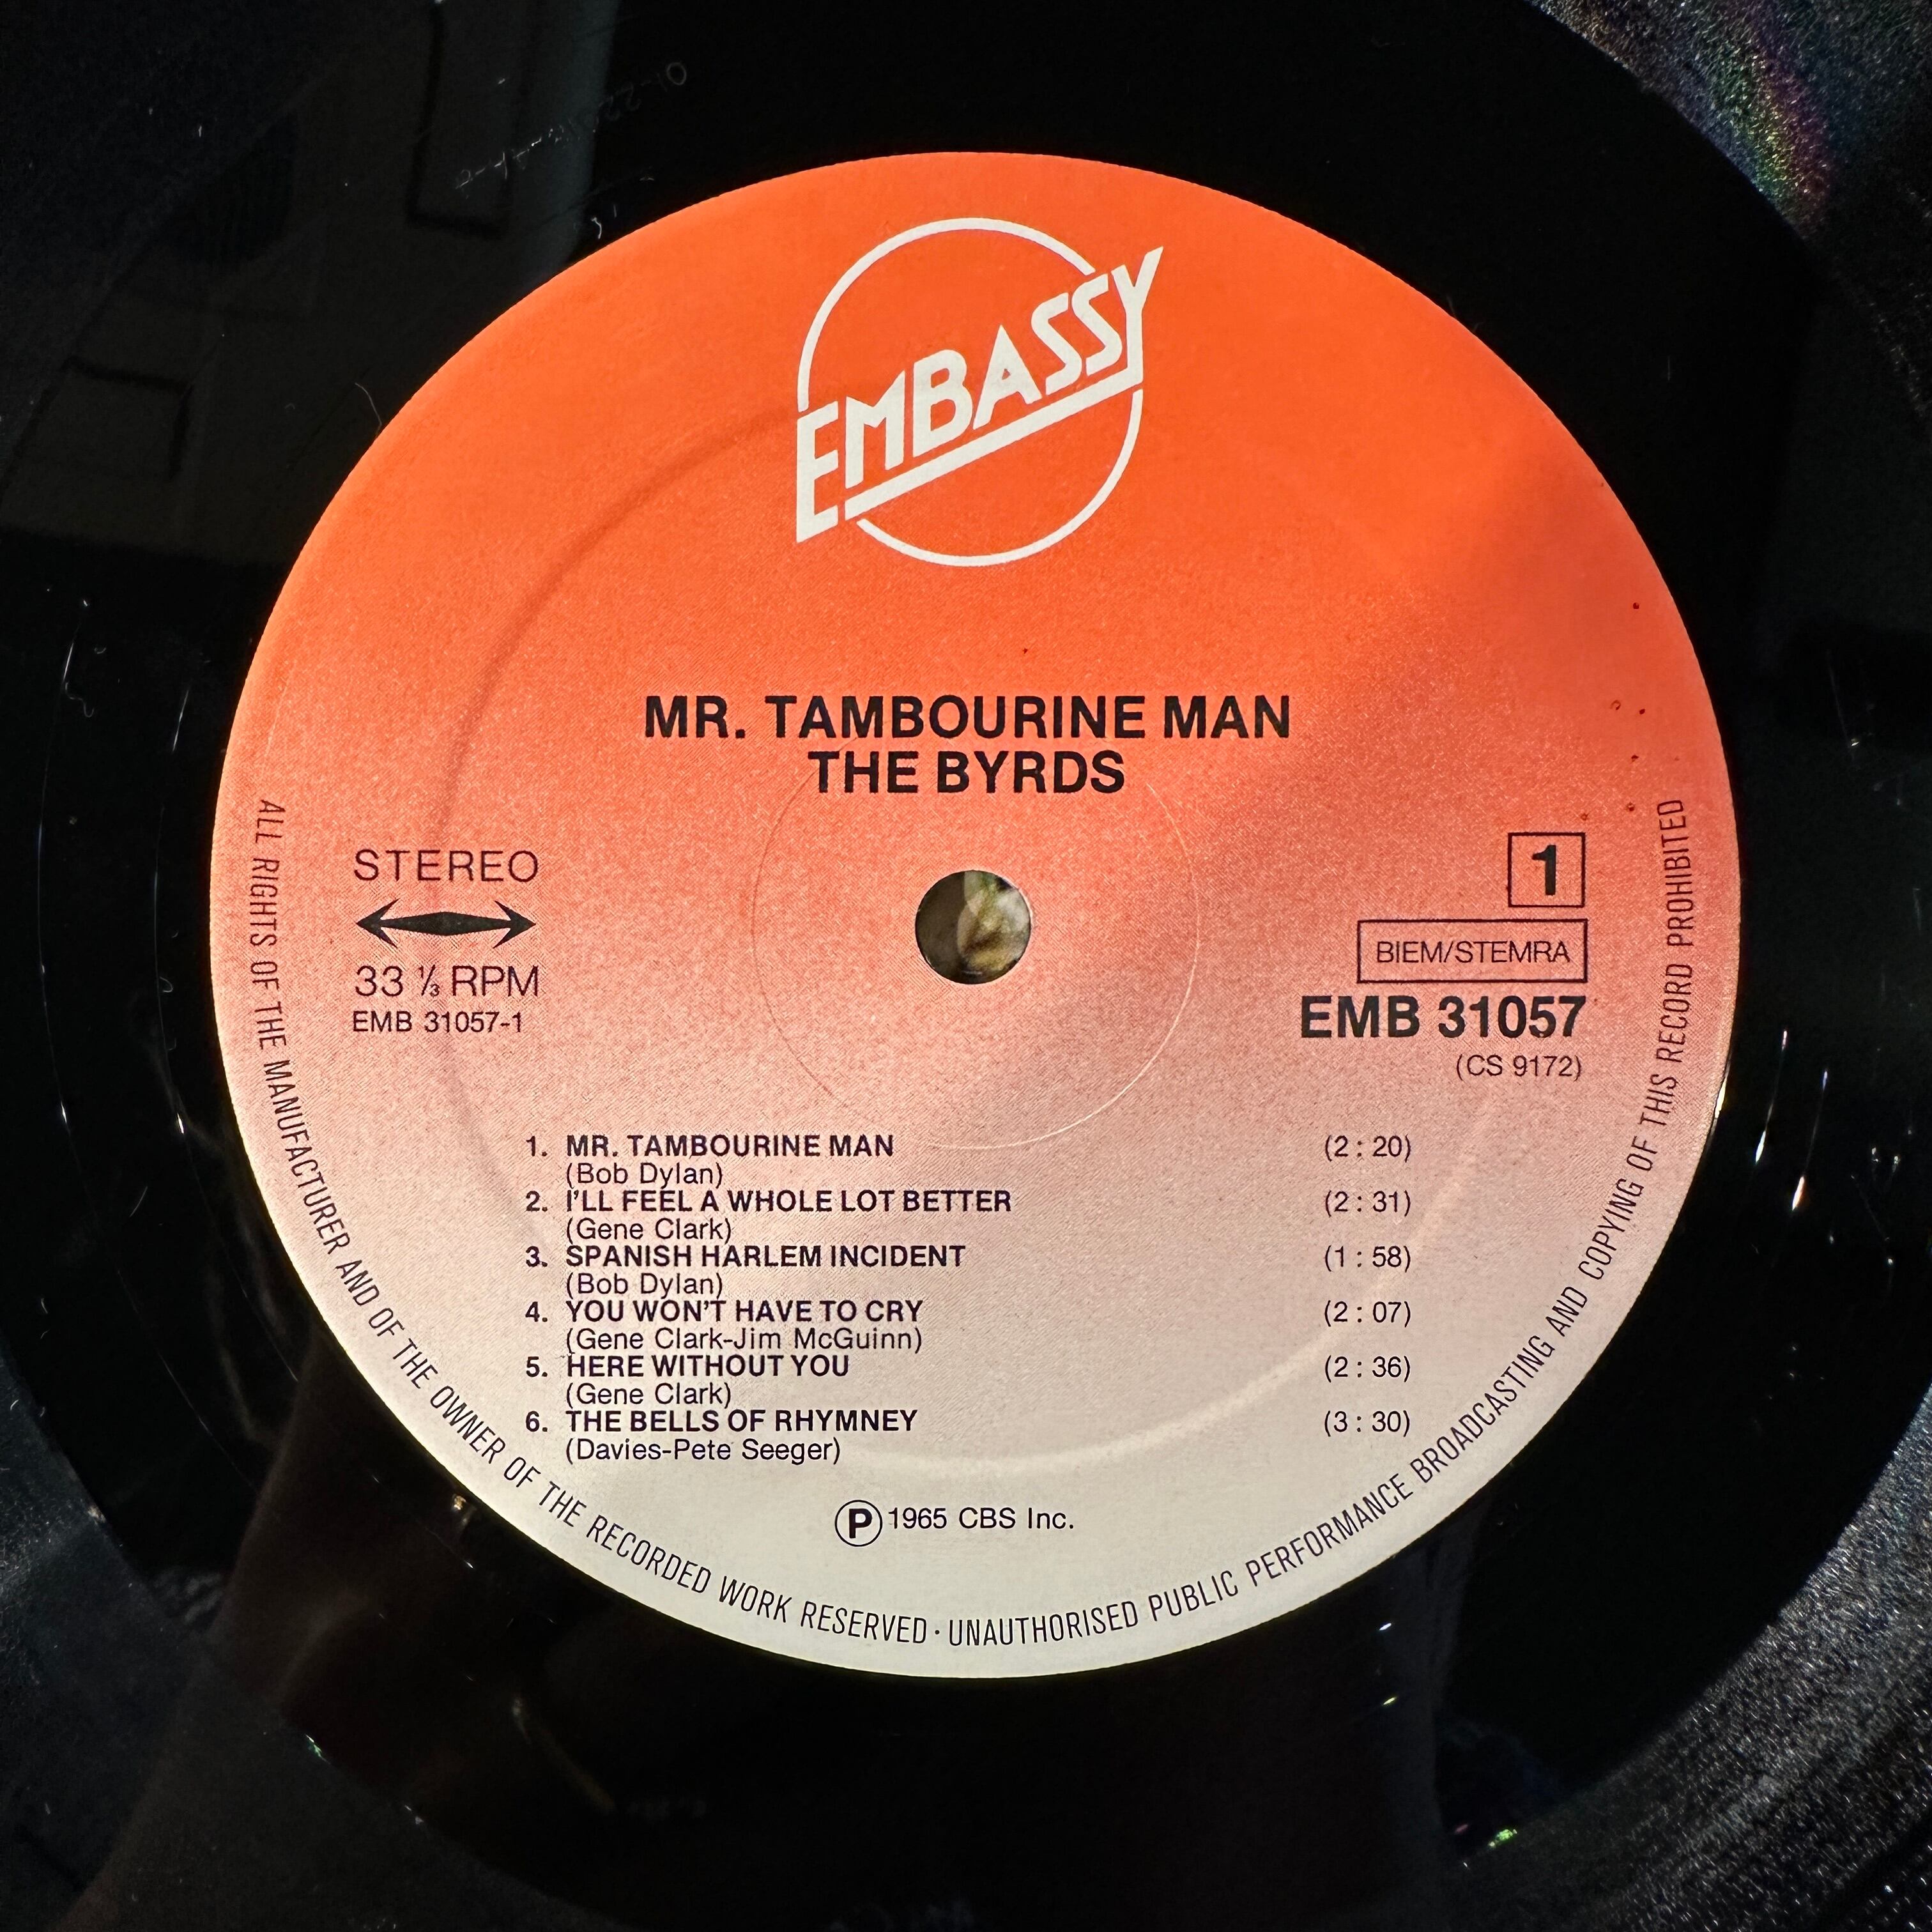 EMBASSY
MR. TAMBOURINE MAN
THE BYRDS
STEREO
33 ⅓ RPM
EMB 31057-1
1
BIEM/STEMRA
EMB 31057
(CS 9172)
1. MR. TAMBOURINE MAN (2 : 20)
(Bob Dylan)
2. I'LL FEEL A WHOLE LOT BETTER (2 : 31)
(Gene Clark)
3. SPANISH HARLEM INCIDENT (1 : 58)
(Bob Dylan)
4. YOU WON'T HAVE TO CRY (2 : 07)
(Gene Clark-Jim McGuinn)
5. HERE WITHOUT YOU (2 : 36)
(Gene Clark)
6. THE BELLS OF RHYMNEY (3 : 30)
(Davies-Pete Seeger)
Ⓟ 1965 CBS Inc.
ALL RIGHTS OF THE MANUFACTURER AND OF THE OWNER OF THE RECORDED WORK RESERVED · UNAUTHORISED PUBLIC PERFORMANCE BROADCASTING AND COPYING OF THIS RECORD PROHIBITED